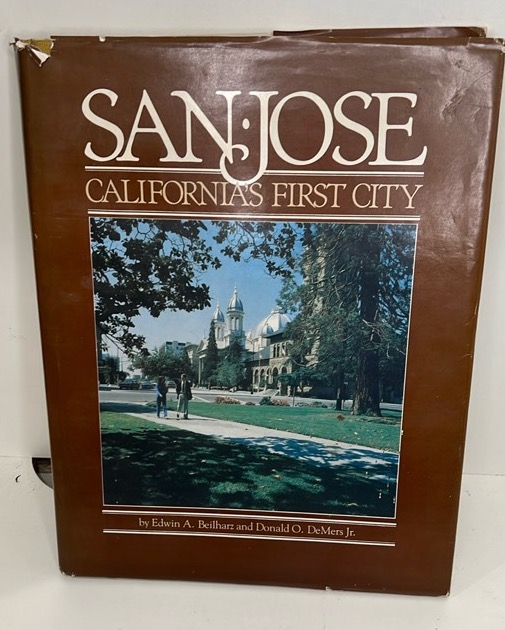 SAN·JOSE
CALIFORNIA'S FIRST CITY
by Edwin A. Beilharz and Donald O. DeMers Jr.